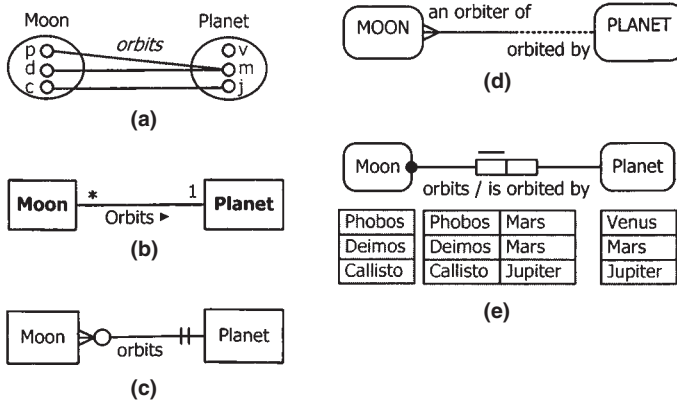 Moon Planet
orbits
p v
d m
c j
(a)
Moon * 1 Planet
Orbits ►
(b)
Moon Planet
orbits
(c)
MOON an orbiter of PLANET
orbited by
(d)
Moon Planet
orbits / is orbited by
Phobos Phobos Mars Venus
Deimos Deimos Mars Mars
Callisto Callisto Jupiter Jupiter
(e)